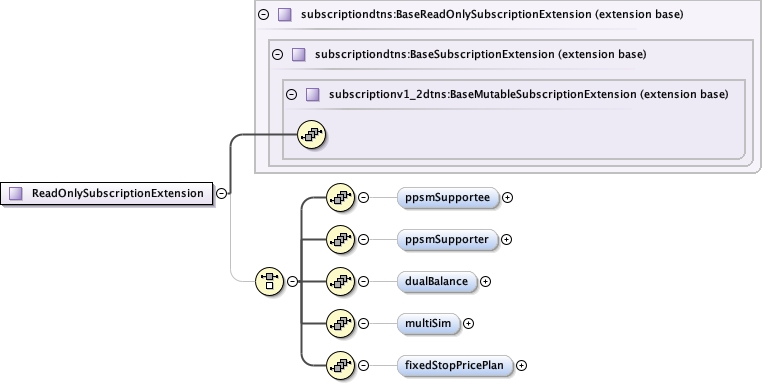 subscriptiondtns:BaseReadOnlySubscriptionExtension (extension base)
subscriptiondtns:BaseSubscriptionExtension (extension base)
subscriptionv1_2dtns:BaseMutableSubscriptionExtension (extension base)
ReadOnlySubscriptionExtension
ppsmSupportee
ppsmSupporter
dualBalance
multiSim
fixedStopPricePlan